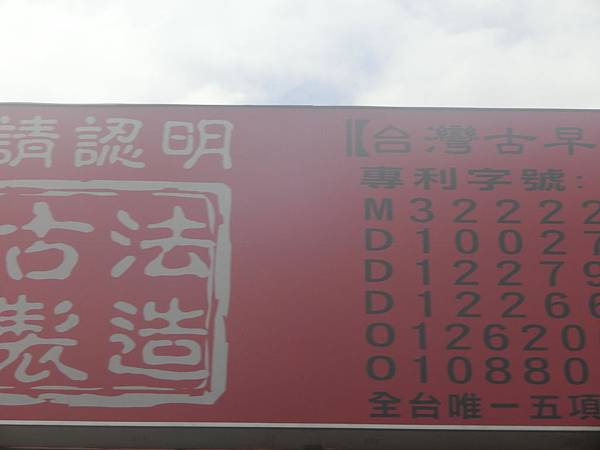 請認明
古法
製造
【台灣古早
專利字號:
M32222
D10027
D12279
D12266
O12620
O10880
全台唯一五項